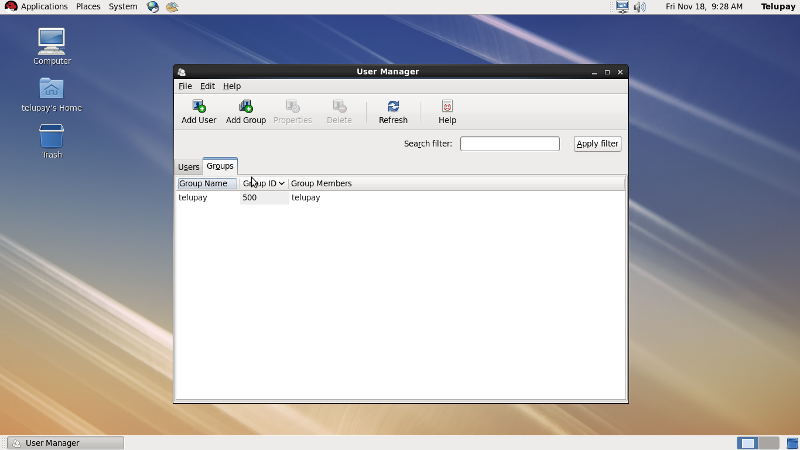 Applications Places System Fri Nov 18, 9:28 AM Telupay
Computer
telupay's Home
Trash
User Manager
File Edit Help
Add User Add Group Properties Delete Refresh Help
Search filter: Apply filter
Users Groups
Group Name Group ID Group Members
telupay 500 telupay
User Manager